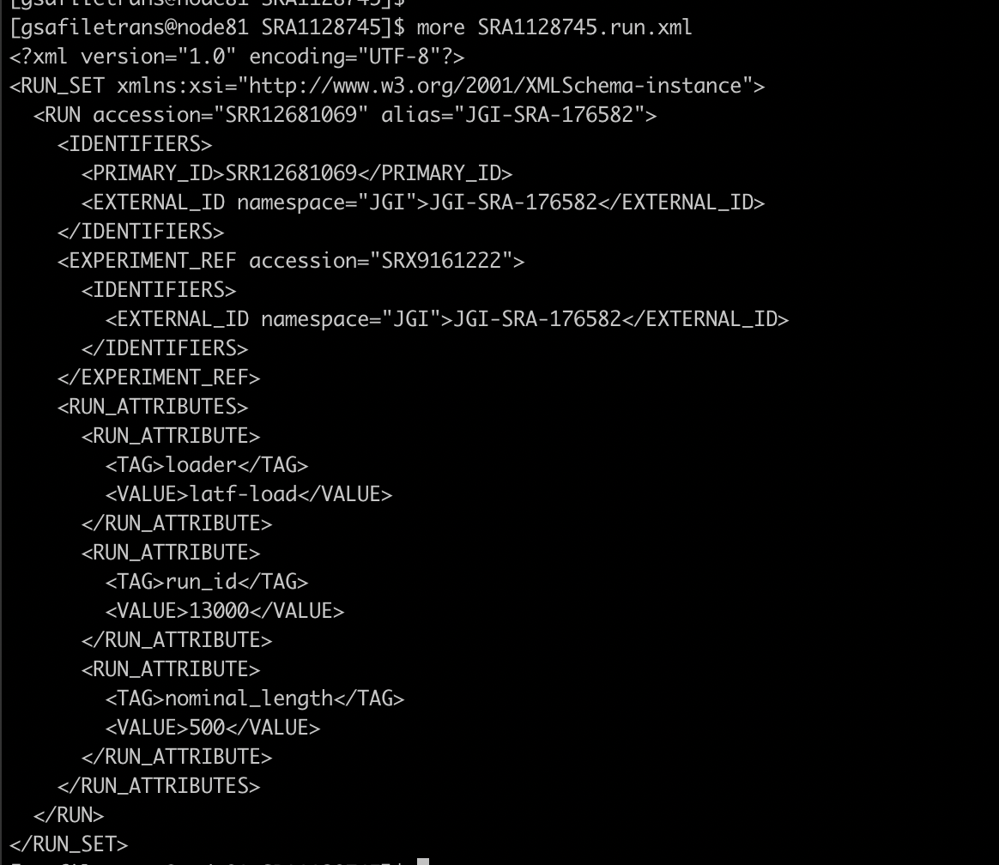 [gsafiletrans@node81 SRA1128745]$
[gsafiletrans@node81 SRA1128745]$ more SRA1128745.run.xml
<?xml version="1.0" encoding="UTF-8"?>
<RUN_SET xmlns:xsi="http://www.w3.org/2001/XMLSchema-instance">
  <RUN accession="SRR12681069" alias="JGI-SRA-176582">
    <IDENTIFIERS>
      <PRIMARY_ID>SRR12681069</PRIMARY_ID>
      <EXTERNAL_ID namespace="JGI">JGI-SRA-176582</EXTERNAL_ID>
    </IDENTIFIERS>
    <EXPERIMENT_REF accession="SRX9161222">
      <IDENTIFIERS>
        <EXTERNAL_ID namespace="JGI">JGI-SRA-176582</EXTERNAL_ID>
      </IDENTIFIERS>
    </EXPERIMENT_REF>
    <RUN_ATTRIBUTES>
      <RUN_ATTRIBUTE>
        <TAG>loader</TAG>
        <VALUE>latf-load</VALUE>
      </RUN_ATTRIBUTE>
      <RUN_ATTRIBUTE>
        <TAG>run_id</TAG>
        <VALUE>13000</VALUE>
      </RUN_ATTRIBUTE>
      <RUN_ATTRIBUTE>
        <TAG>nominal_length</TAG>
        <VALUE>500</VALUE>
      </RUN_ATTRIBUTE>
    </RUN_ATTRIBUTES>
  </RUN>
</RUN_SET>